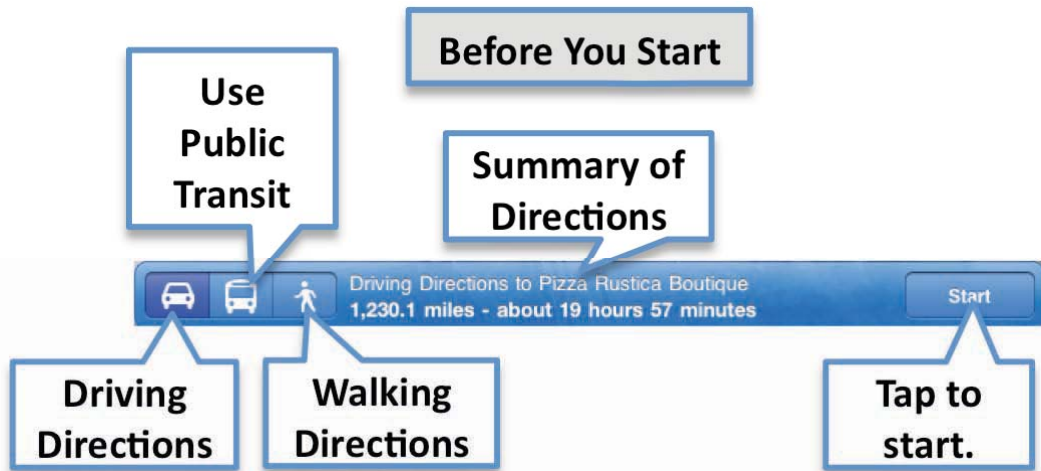 Before You Start
Use
Public
Transit
Summary of
Directions
Driving Directions to Pizza Rustica Boutique
1,230.1 miles - about 19 hours 57 minutes
Start
Driving
Directions
Walking
Directions
Tap to
start.